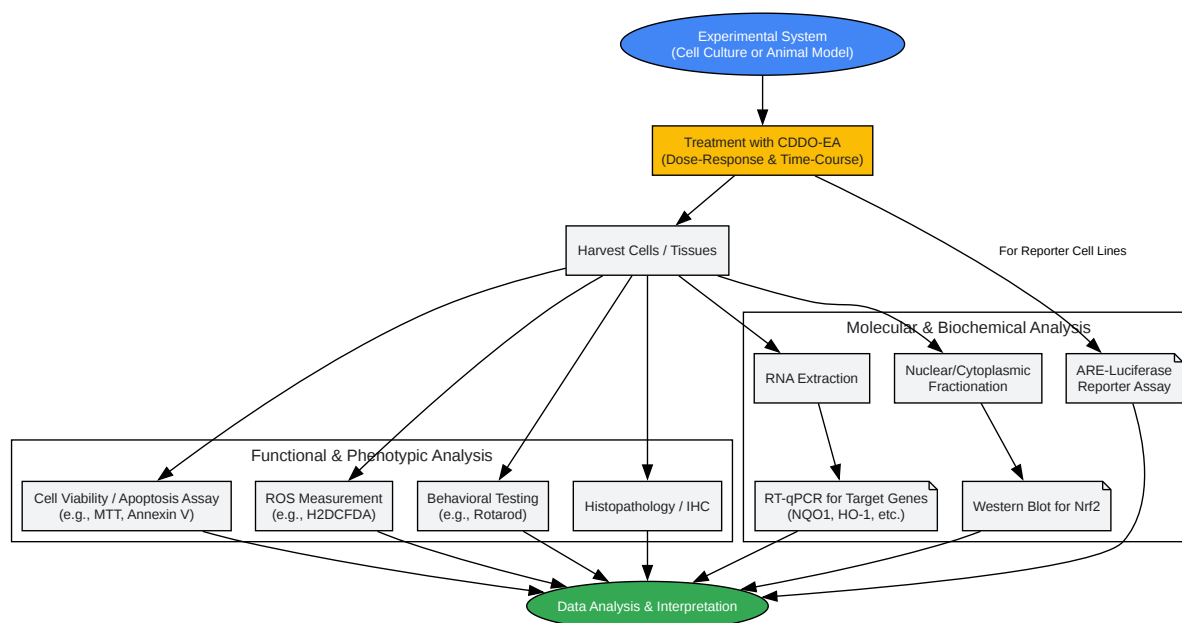 Experimental System
(Cell Culture or Animal Model)
Treatment with CDDO-EA
(Dose-Response & Time-Course)
Harvest Cells / Tissues
For Reporter Cell Lines
Molecular & Biochemical Analysis
RNA Extraction
Nuclear/Cytoplasmic
Fractionation
ARE-Luciferase
Reporter Assay
Functional & Phenotypic Analysis
Cell Viability / Apoptosis Assay
(e.g., MTT, Annexin V)
ROS Measurement
(e.g., H2DCFDA)
Behavioral Testing
(e.g., Rotarod)
Histopathology / IHC
RT-qPCR for Target Genes
(NQO1, HO-1, etc.)
Western Blot for Nrf2
Data Analysis & Interpretation